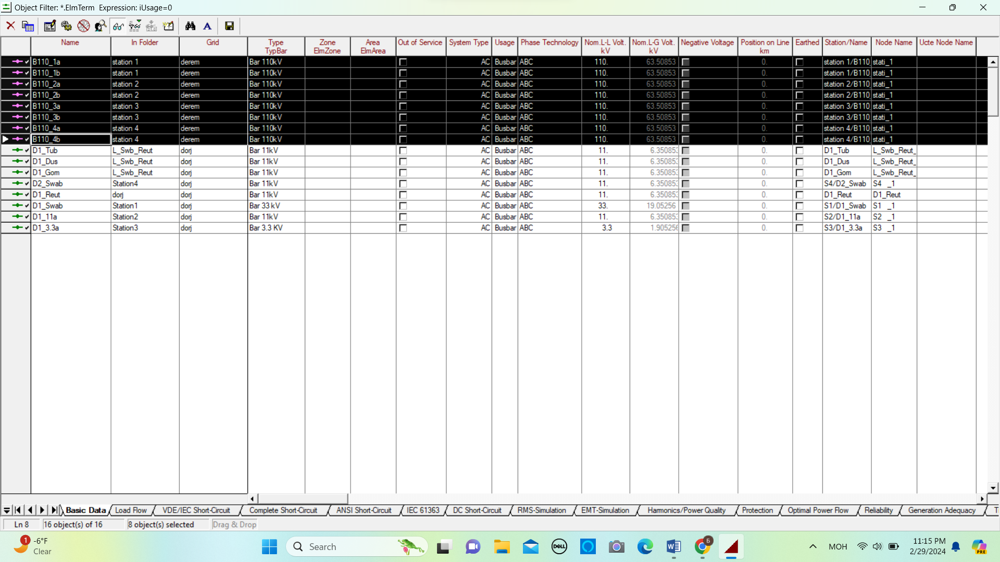 Object Filter: *.ElmTerm Expression: iUsage=0
Name In Folder Grid Type TypBar Zone ElmZone Area ElmArea Out of Service System Type Usage Phase Technology Nom.L-L Volt. kV Nom.L-G Volt. kV Negative Voltage Position on Line km Earthed Station/Name Node Name Ucte Node Name
B110_1a station 1 derem Bar 110kV AC Busbar ABC 110. 63.50853 0. station 1/B110_ stati_1
B110_1b station 1 derem Bar 110kV AC Busbar ABC 110. 63.50853 0. station 1/B110_ stati_1
B110_2a station 2 derem Bar 110kV AC Busbar ABC 110. 63.50853 0. station 2/B110_ stati_1
B110_2b station 2 derem Bar 110kV AC Busbar ABC 110. 63.50853 0. station 2/B110_ stati_1
B110_3a station 3 derem Bar 110kV AC Busbar ABC 110. 63.50853 0. station 3/B110_ stati_1
B110_3b station 3 derem Bar 110kV AC Busbar ABC 110. 63.50853 0. station 3/B110_ stati_1
B110_4a station 4 derem Bar 110kV AC Busbar ABC 110. 63.50853 0. station 4/B110_ stati_1
B110_4b station 4 derem Bar 110kV AC Busbar ABC 110. 63.50853 0. station 4/B110_ stati_1
D1_Tub L_Swb_Reut dorj Bar 11kV AC Busbar ABC 11. 6.35085 0. D1_Tub L_Swb_Reut_
D1_Dus L_Swb_Reut dorj Bar 11kV AC Busbar ABC 11. 6.35085 0. D1_Dus L_Swb_Reut_
D1_Gom L_Swb_Reut dorj Bar 11kV AC Busbar ABC 11. 6.35085 0. D1_Gom L_Swb_Reut_
D2_Swab Station4 dorj Bar 11kV AC Busbar ABC 11. 6.35085 0. S4/D2_Swab S4 _1
D1_Reut dorj dorj Bar 11kV AC Busbar ABC 11. 6.35085 0. D1_Reut D1_Reut
D1_Swab Station1 dorj Bar 33 kV AC Busbar ABC 33. 19.05256 0. S1/D1_Swab S1 _1
D1_11a Station2 dorj Bar 11kV AC Busbar ABC 11. 6.35085 0. S2/D1_11a S2 _1
D1_3.3a Station3 dorj Bar 3.3 KV AC Busbar ABC 3.3 1.90525 0. S3/D1_3.3a S3 _1
Basic Data Load Flow VDE/IEC Short-Circuit Complete Short-Circuit ANSI Short-Circuit IEC 61363 DC Short-Circuit RMS-Simulation EMT-Simulation Harmonics/Power Quality Protection Optimal Power Flow Reliability Generation Adequacy T
Ln 8 16 object(s) of 16 8 object(s) selected Drag & Drop
1 -6°F Clear Search DELL 6 MOH 11:15 PM 2/29/2024 PRE